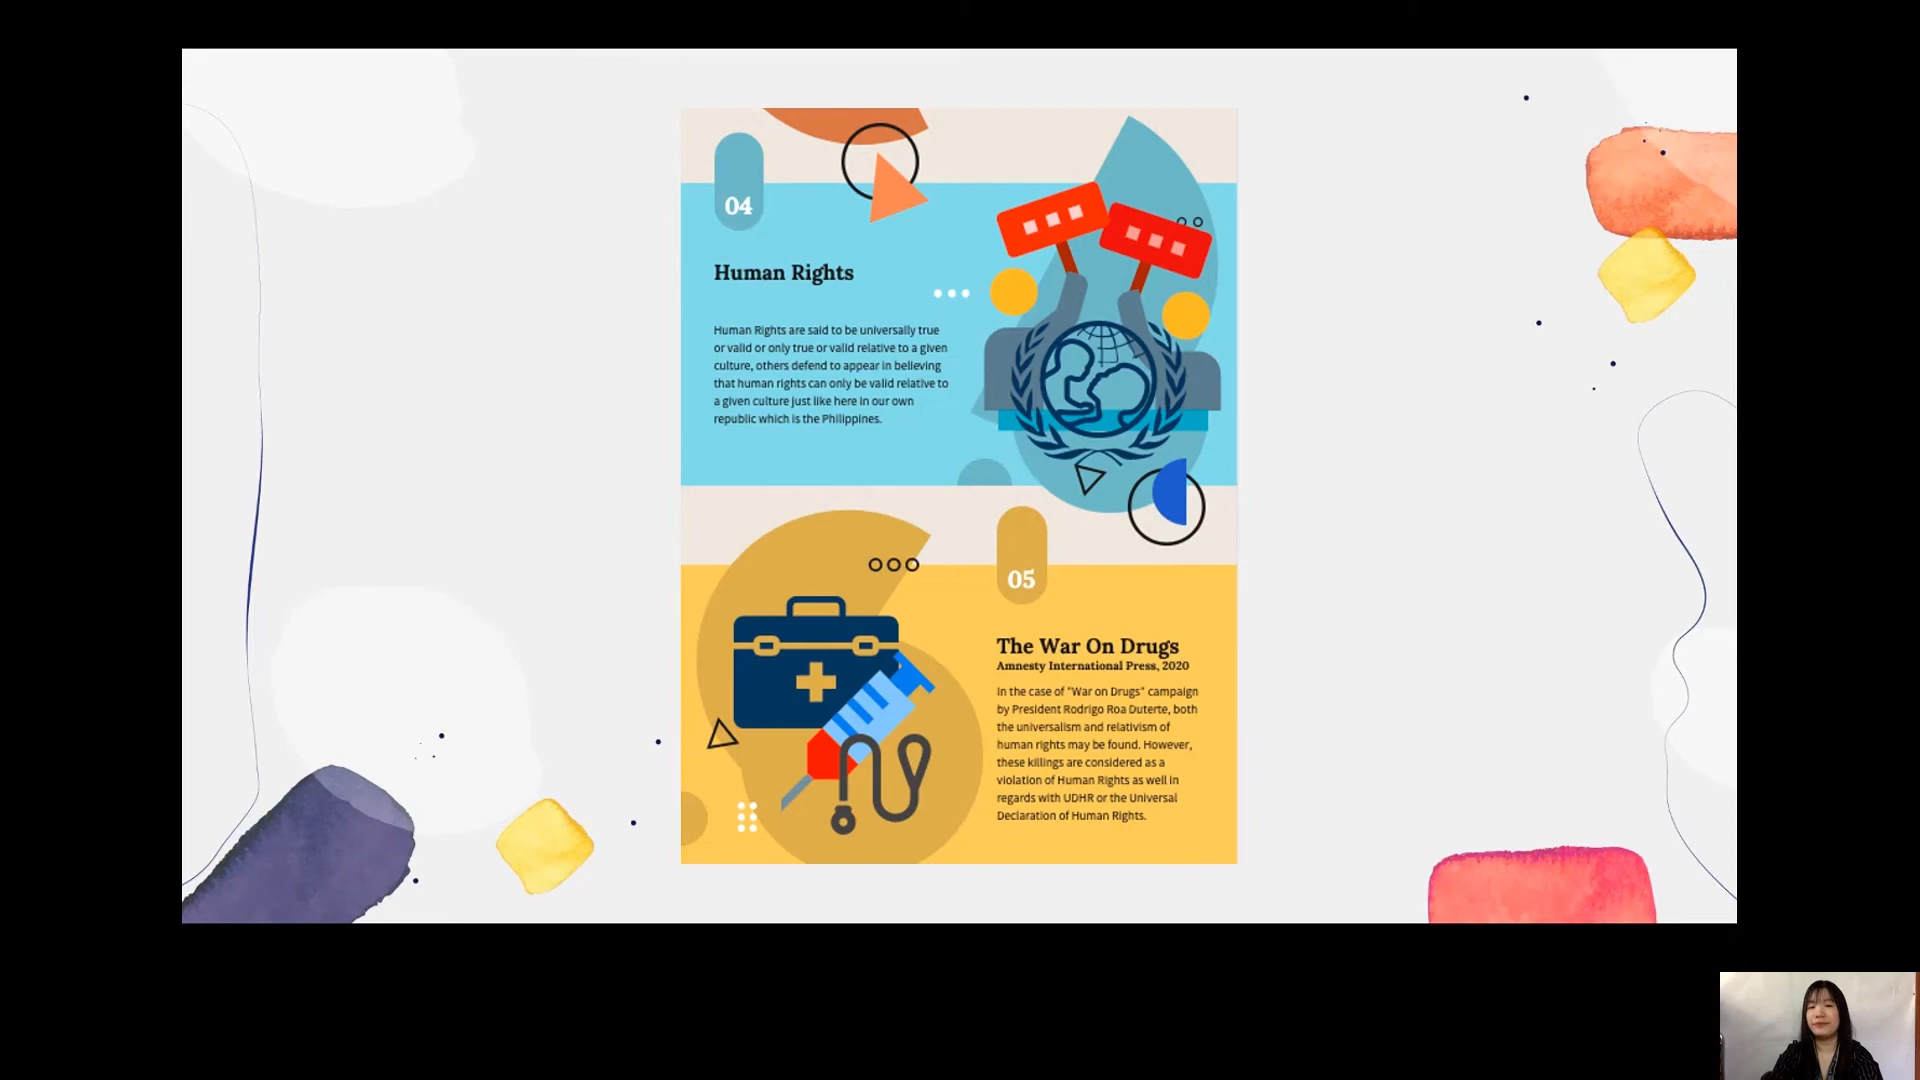 04
Human Rights
Human Rights are said to be universally true
or valid or only true or valid relative to a given
culture, others defend to appear in believing
that human rights can only be valid relative to
a given culture just like here in our own
republic which is the Philippines.
05
The War On Drugs
Amnesty International Press, 2020
In the case of "War on Drugs" campaign
by President Rodrigo Roa Duterte, both
the universalism and relativism of
human rights may be found. However,
these killings are considered as a
violation of Human Rights as well in
regards with UDHR or the Universal
Declaration of Human Rights.